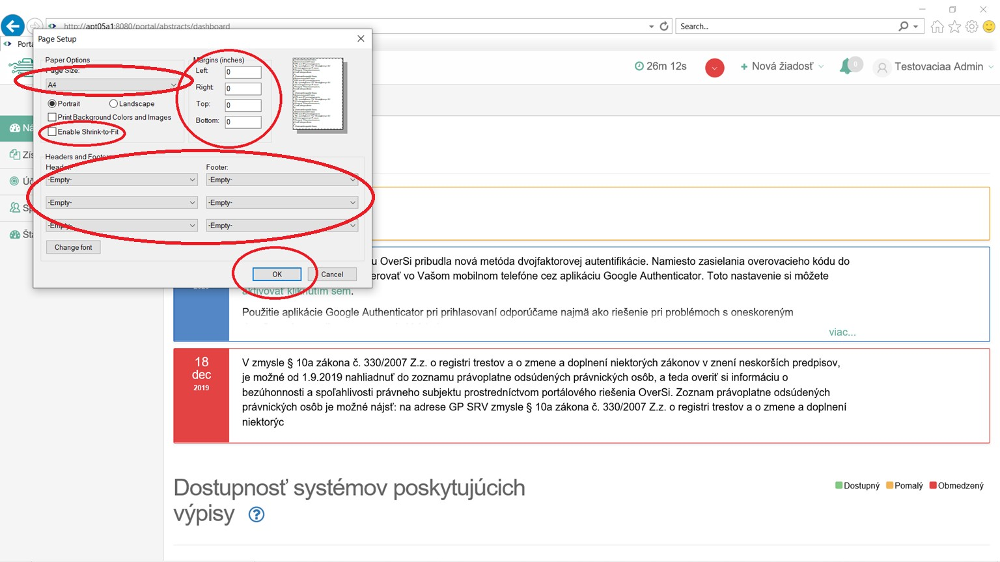 http://apt05a1:8080/portal/abstracts/dashboard
Search...
Page Setup
Paper Options
Page Size:
A4
Portrait
Landscape
Print Background Colors and Images
Enable Shrink-to-Fit
Margins (inches)
Left:
0
Right:
0
Top:
0
Bottom:
0
Headers and Footers
Header:
Footer:
-Empty-
-Empty-
-Empty-
-Empty-
-Empty-
-Empty-
Change font
OK
Cancel
26m 12s
+ Nová žiadosť
0
Testovaciaa Admin
u OverSi pribudla nová metóda dvojfaktorovej autentifikácie. Namiesto zasielania overovacieho kódu do
erovať vo Vašom mobilnom telefóne cez aplikáciu Google Authenticator. Toto nastavenie si môžete
aktivovať kliknutím sem.
Použitie aplikácie Google Authenticator pri prihlasovaní odporúčame najmä ako riešenie pri problémoch s oneskoreným
viac...
18
dec
2019
V zmysle § 10a zákona č. 330/2007 Z.z. o registri trestov a o zmene a doplnení niektorých zákonov v znení neskorších predpisov,
je možné od 1.9.2019 nahliadnuť do zoznamu právoplatne odsúdených právnických osôb, a teda overiť si informáciu o
bezúhonnosti a spoľahlivosti právneho subjektu prostredníctvom portálového riešenia OverSi. Zoznam právoplatne odsúdených
právnických osôb je možné nájsť: na adrese GP SRV zmysle § 10a zákona č. 330/2007 Z.z. o registri trestov a o zmene a doplnení
niektorýc
Dostupnosť systémov poskytujúcich
výpisy ?
Dostupný
Pomalý
Obmedzený